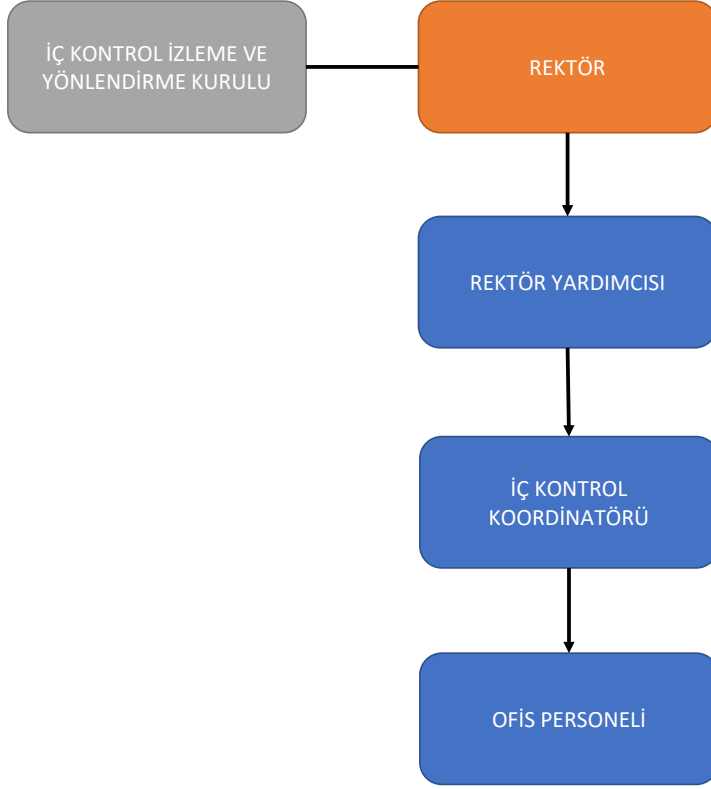 İÇ KONTROL İZLEME VE
YÖNLENDİRME KURULU
REKTÖR
REKTÖR YARDIMCISI
İÇ KONTROL
KOORDİNATÖRÜ
OFİS PERSONELİ